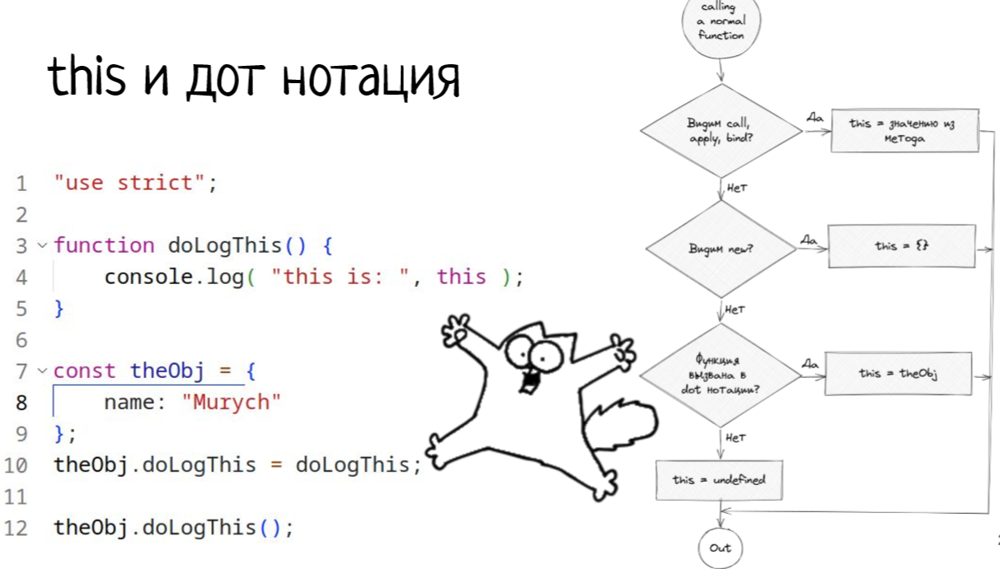 this и дот нотация
1 "use strict";
2
3 function doLogThis() {
4 console.log( "this is: ", this );
5 }
6
7 const theObj = {
8 name: "Murych"
9 };
10 theObj.doLogThis = doLogThis;
11
12 theObj.doLogThis();
calling
a normal
function
Видим call,
apply, bind?
Да
this = значению из
метода
Нет
Видим new?
Да
this = {}
Нет
Функция
вызвана в
dot нотации?
Да
this = theObj
Нет
this = undefined
Out